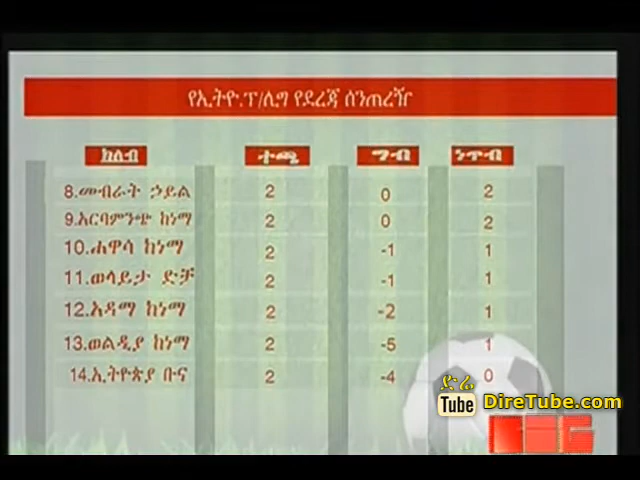 የኢትዮ.ፕ/ሊግ የደረጃ ሰንጠረዥ
ክለብ ተጫ ግብ ነጥብ
8.መብራት ኃይል 2 0 2
9.አርባምንጭ ከነማ 2 0 2
10.ሐዋሳ ከነማ 2 -1 1
11.ወላይታ ድቻ 2 -1 1
12.አዳማ ከነማ 2 -2 1
13.ወልዲያ ከነማ 2 -5 1
14.ኢትዮጵያ ቡና 2 -4 0
ድሬ
Tube DireTube.com